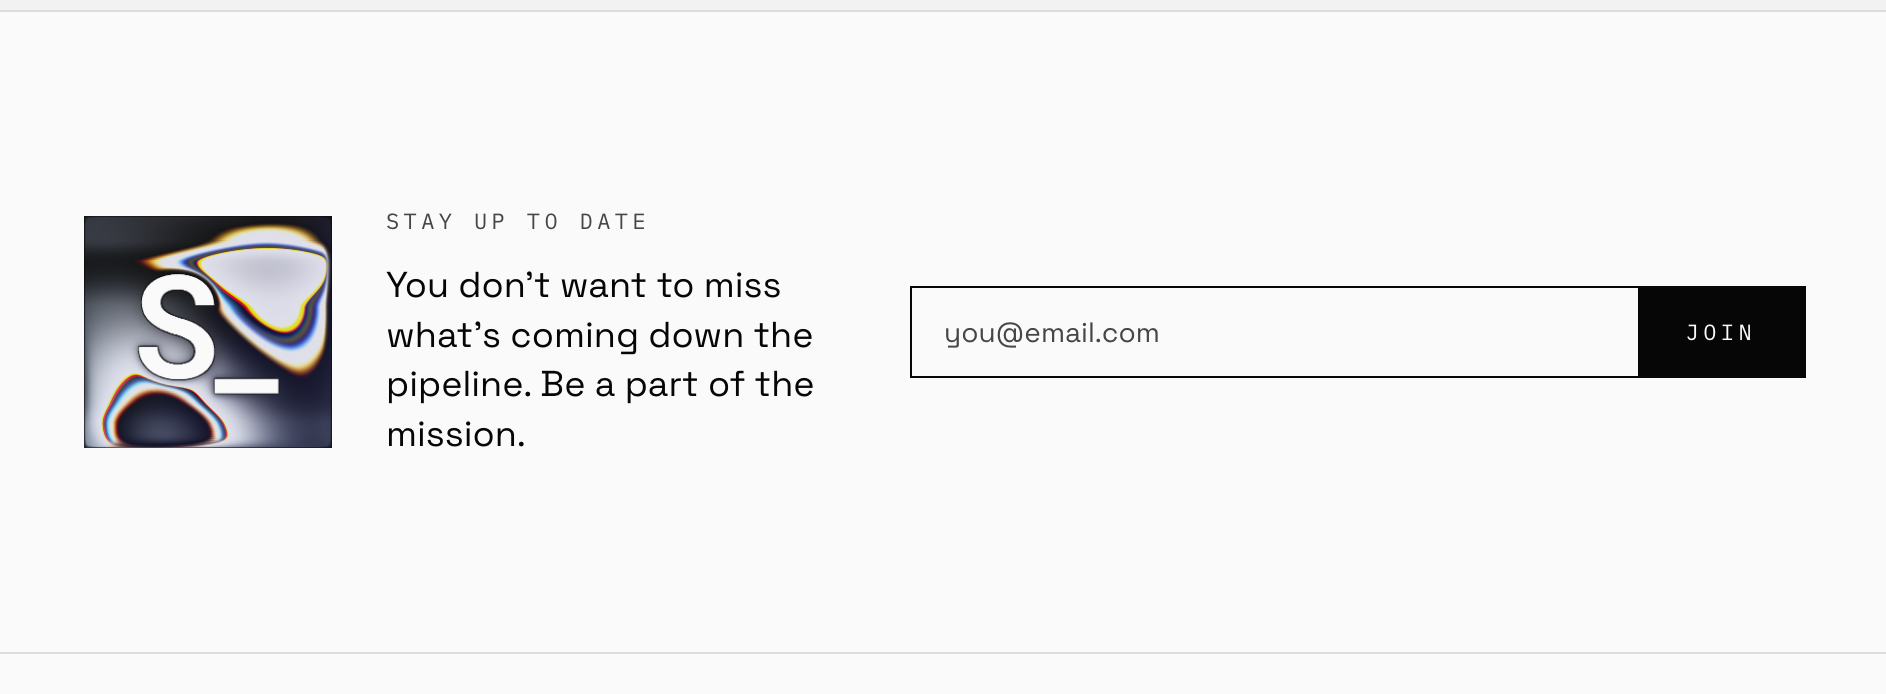 S_
STAY UP TO DATE
You don’t want to miss
what’s coming down the
pipeline. Be a part of the
mission.
you@email.com
JOIN